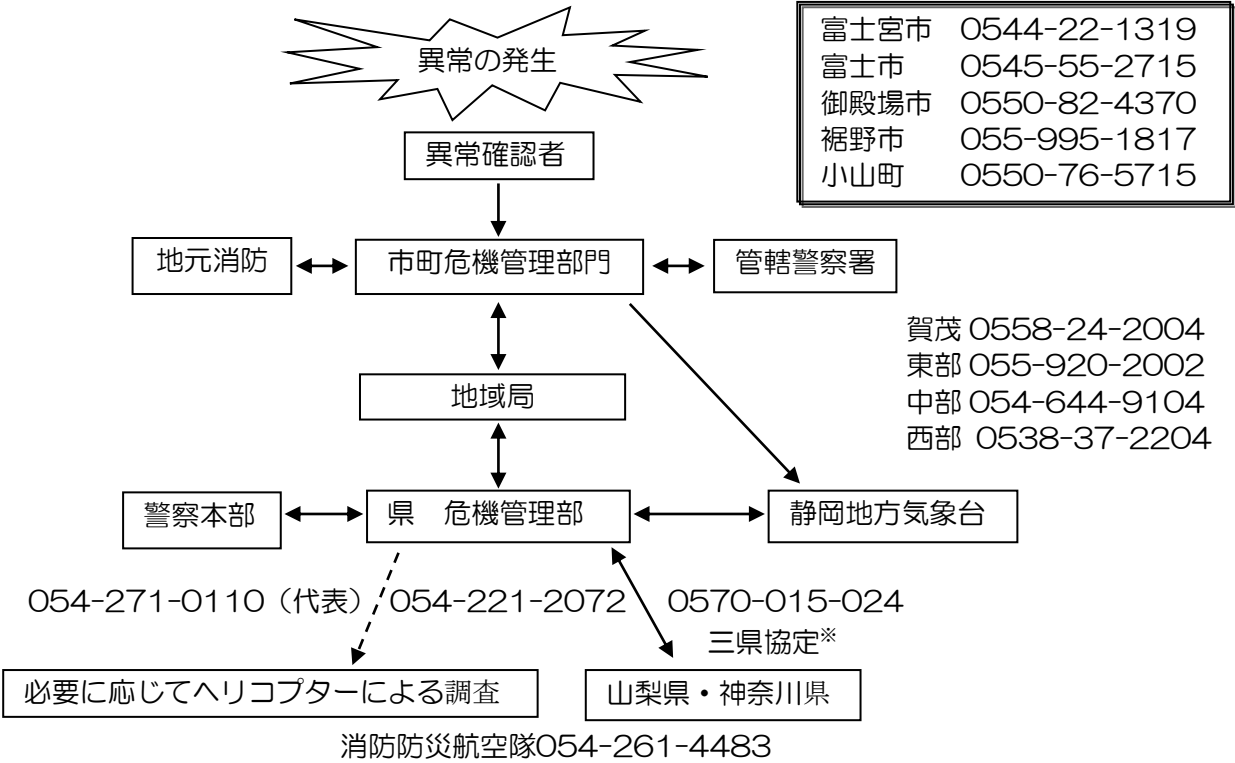 異常の発生
富士宮市 0544-22-1319
富士市 0545-55-2715
御殿場市 0550-82-4370
裾野市 055-995-1817
小山町 0550-76-5715
異常確認者
地元消防
市町危機管理部門
管轄警察署
賀茂 0558-24-2004
東部 055-920-2002
中部 054-644-9104
西部 0538-37-2204
地域局
警察本部
県 危機管理部
静岡地方気象台
054-271-0110（代表） 054-221-2072 0570-015-024
三県協定※
必要に応じてヘリコプターによる調査
山梨県・神奈川県
消防防災航空隊054-261-4483